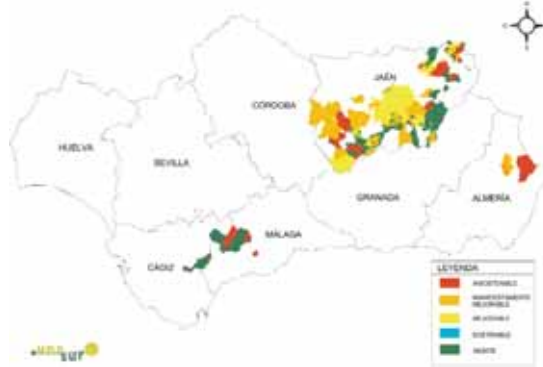 JAÉN
CÓRDOBA
HUELVA
SEVILLA
GRANADA
ALMERÍA
MÁLAGA
CÁDIZ
LEYENDA
INSOSTENIBLE
MANIFIESTAMENTE
MEJORABLE
MEJORABLE
SOSTENIBLE